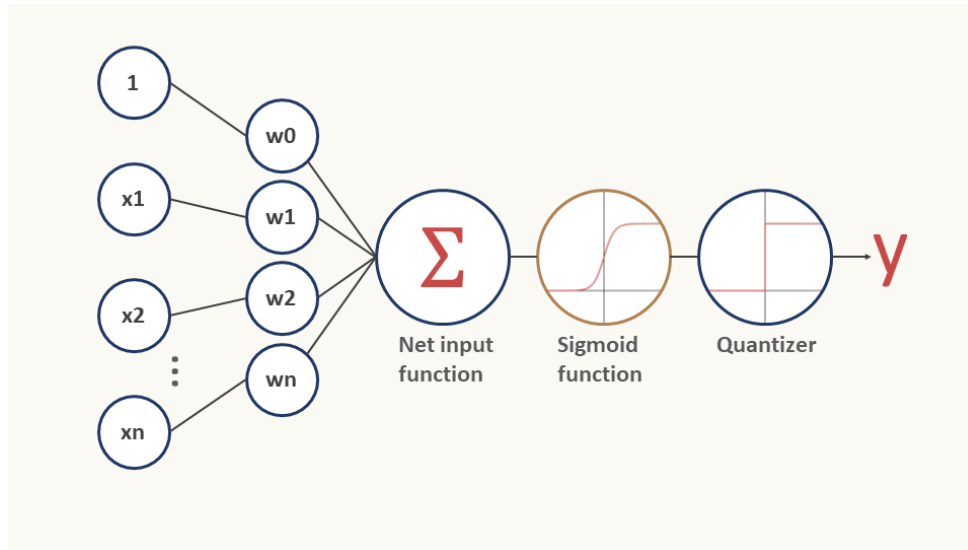 1
w0
x1
w1
x2
w2
xn
wn
Σ
Net input
function
Sigmoid
function
Quantizer
y